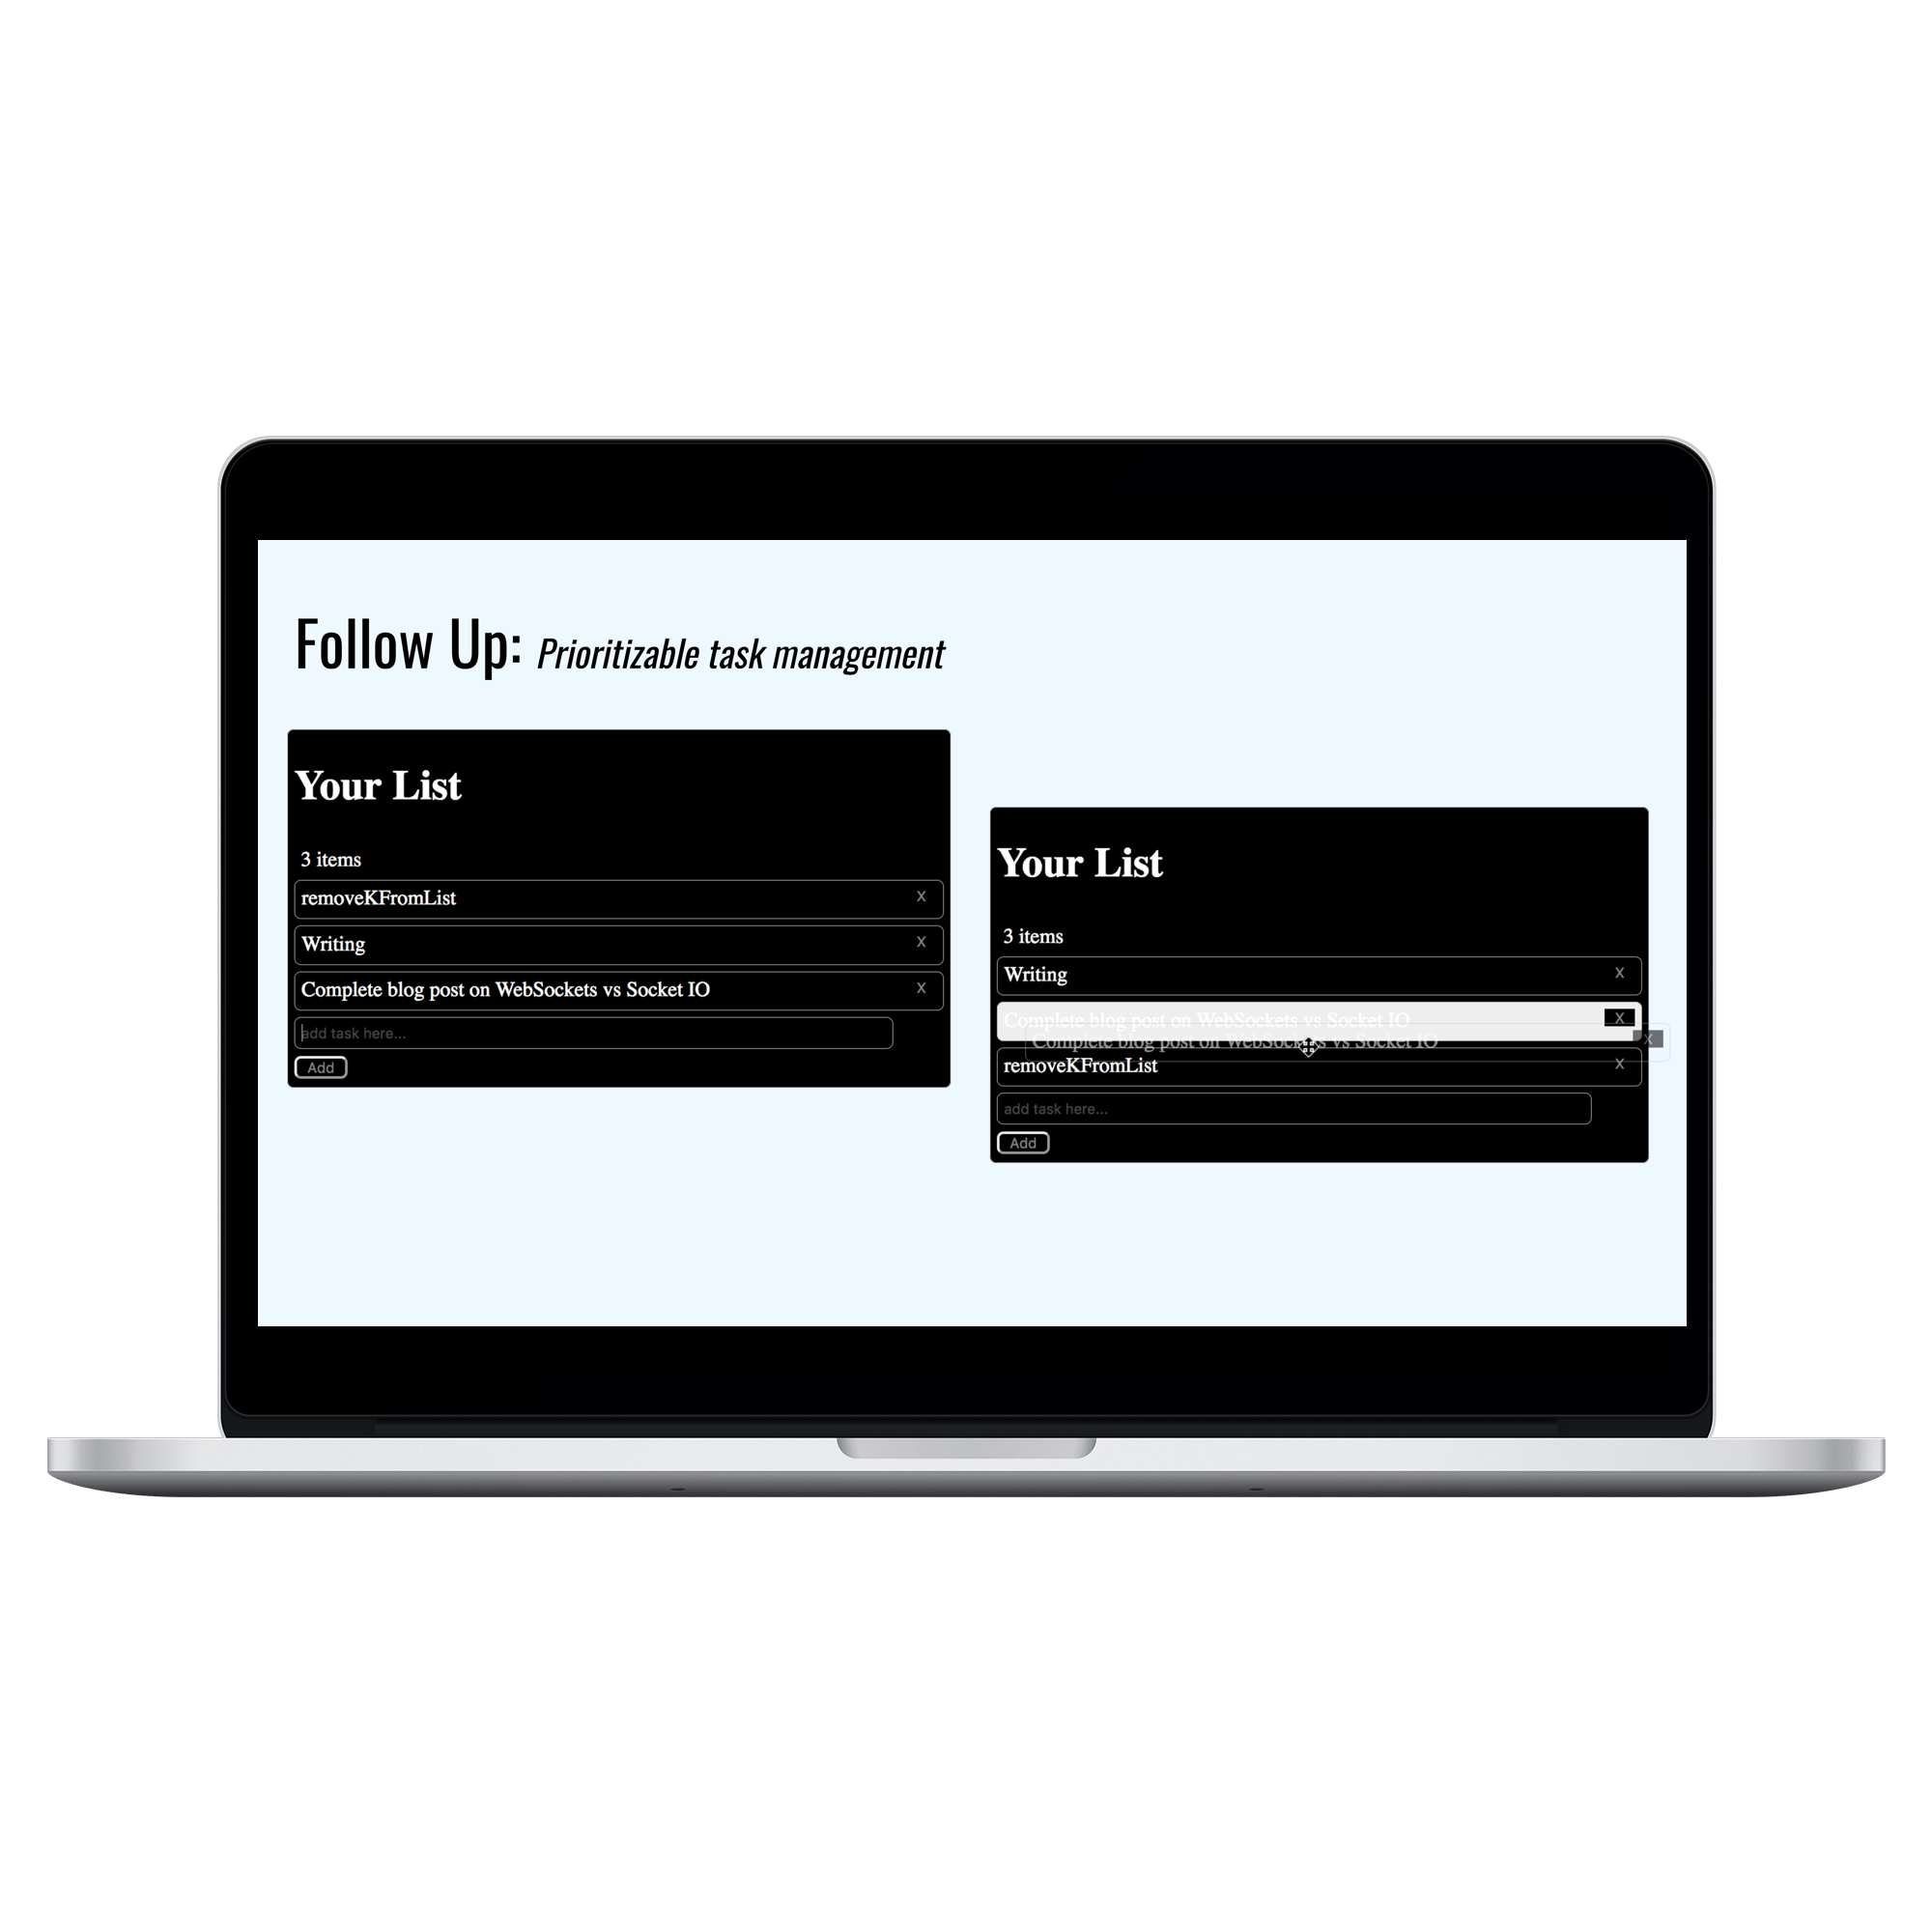 Follow Up: Prioritizable task management
Your List
3 items
removeKFromList X
Writing X
Complete blog post on WebSockets vs Socket IO X
add task here...
Add
Your List
3 items
Writing X
Complete blog post on WebSockets vs Socket IO X
Complete blog post on WebSockets vs Socket IO X
removeKFromList X
add task here...
Add